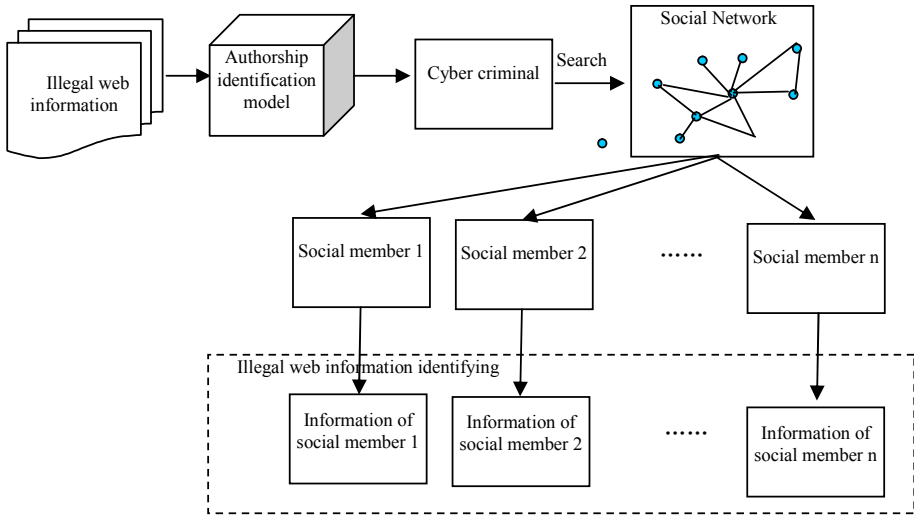 Social Network
Illegal web
information
Authorship
identification
model
Cyber criminal
Search
Social member 1
Social member 2
……
Social member n
Illegal web information identifying
Information of
social member 1
Information of
social member 2
……
Information of
social member n